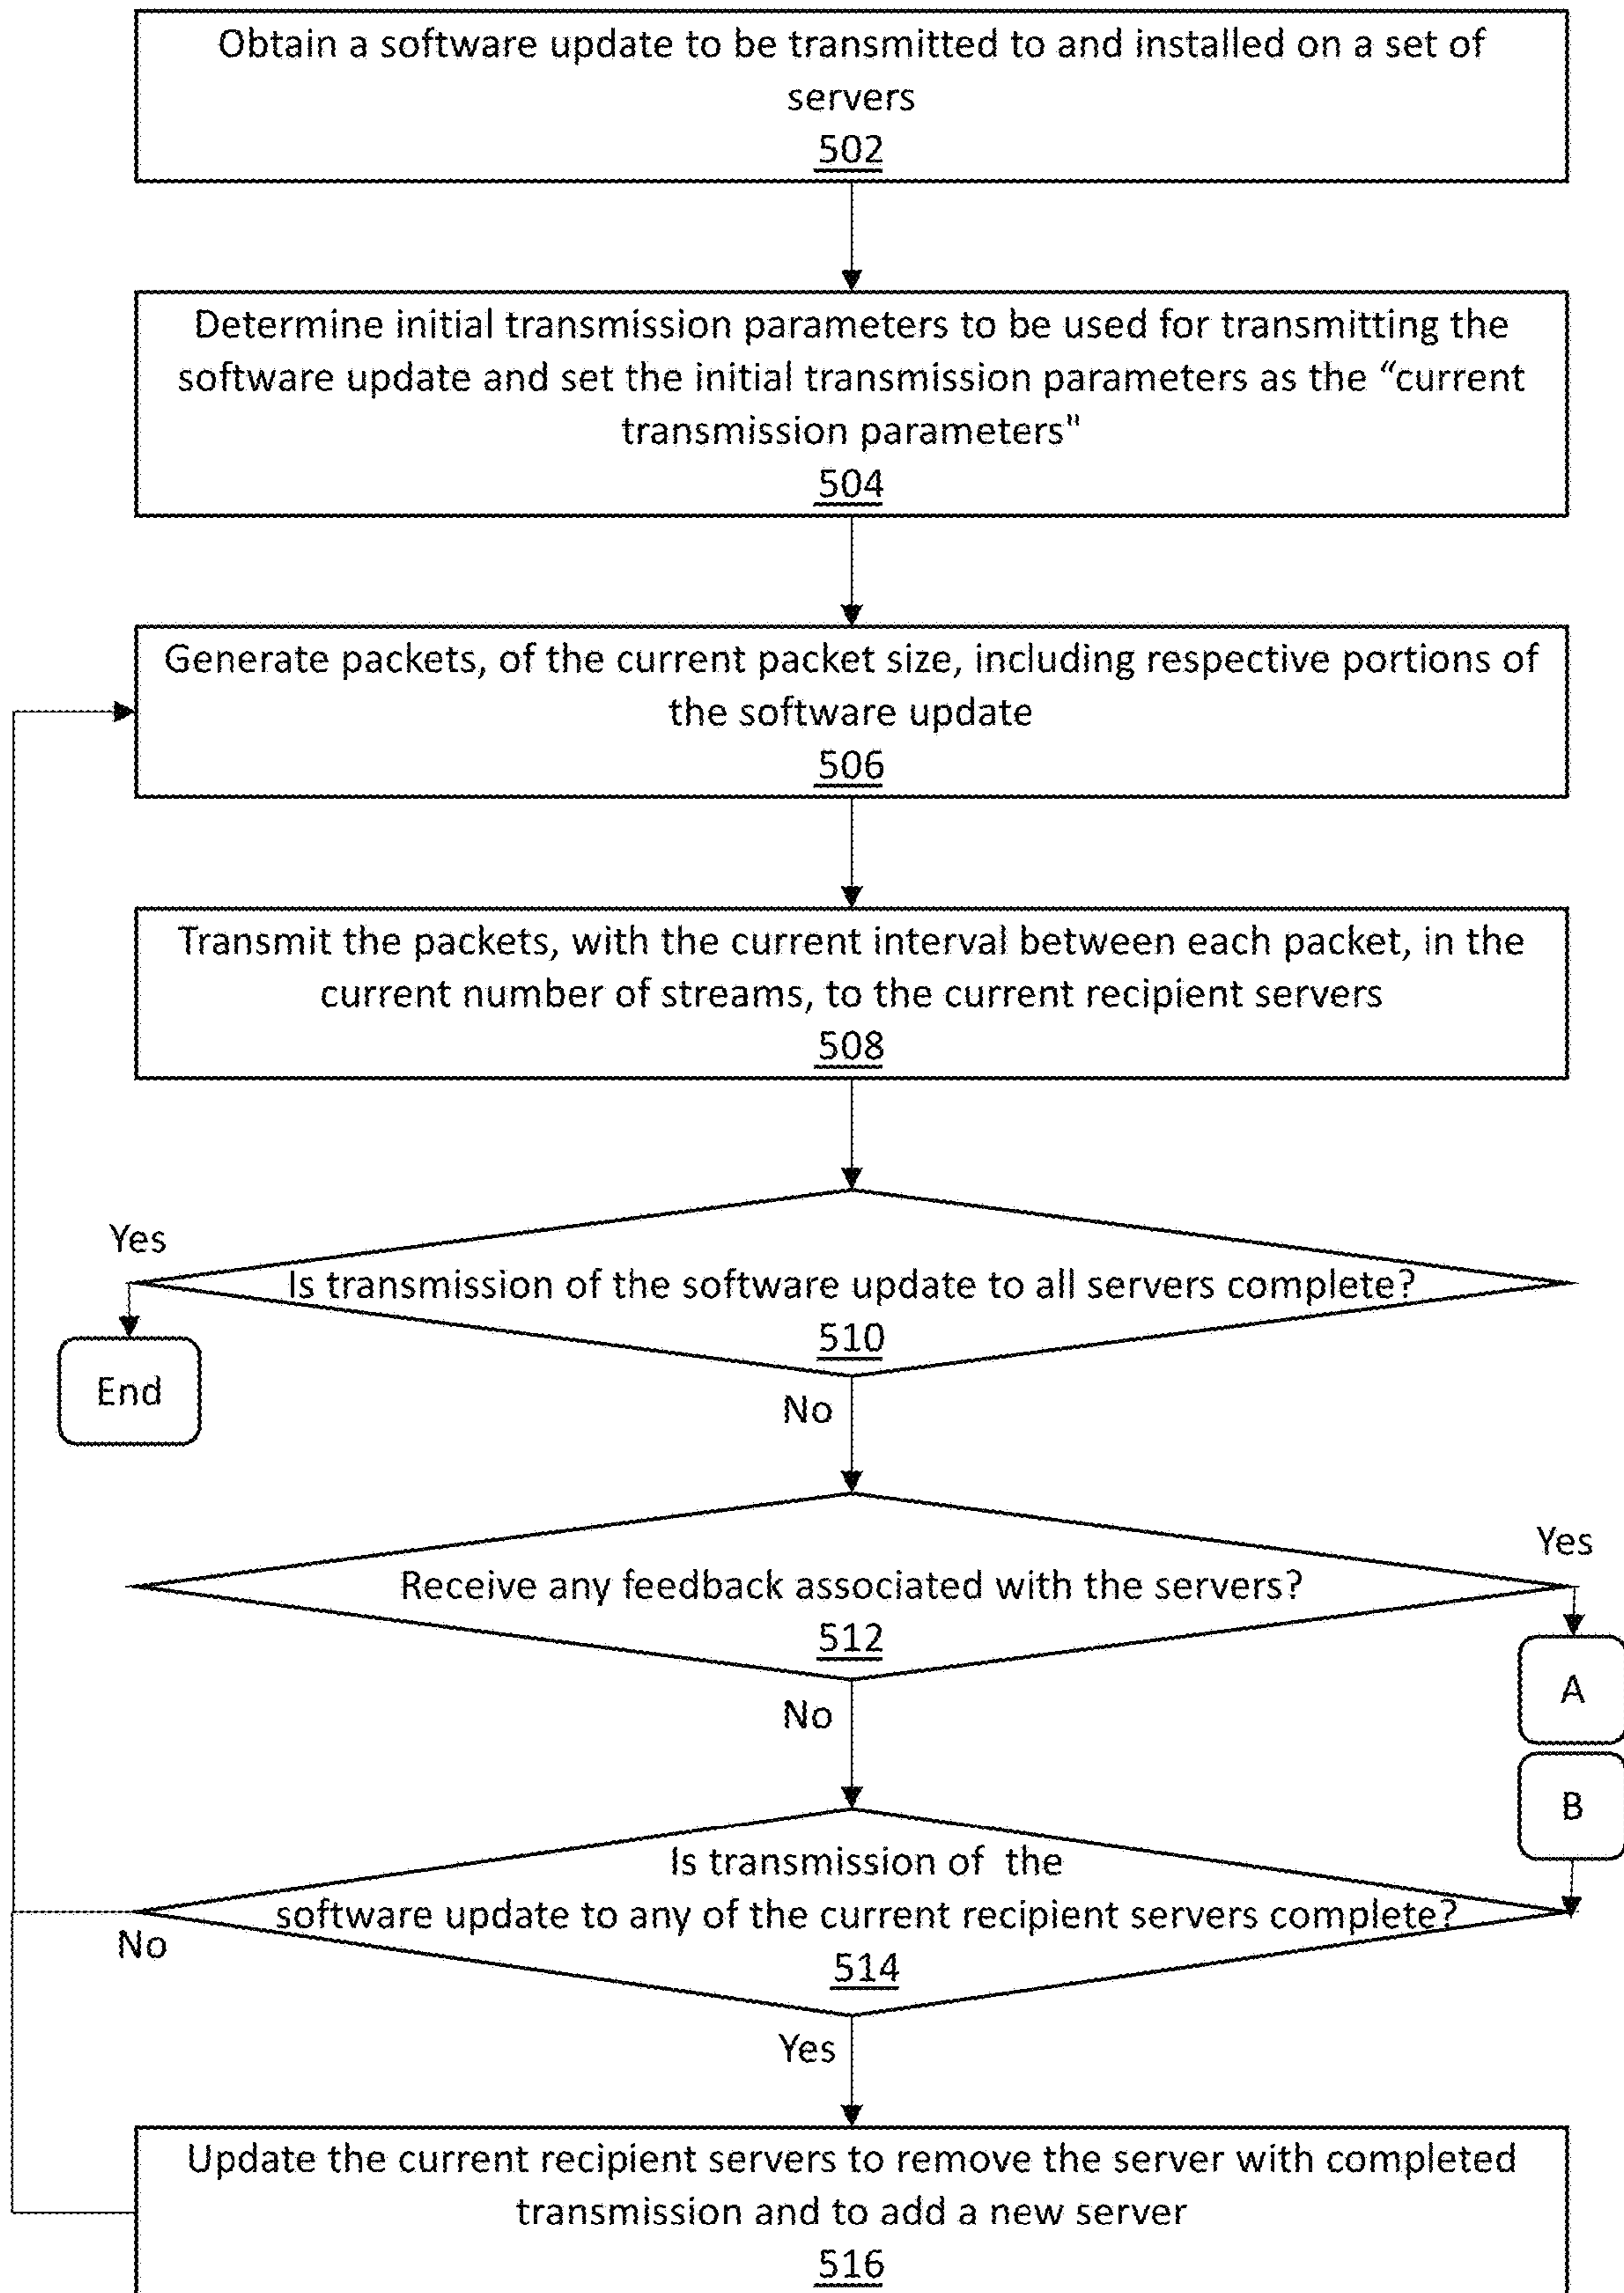 Obtain a software update to be transmitted to and installed on a set of
servers
502
Determine initial transmission parameters to be used for transmitting the
software update and set the initial transmission parameters as the “current
transmission parameters"
504
Generate packets, of the current packet size, including respective portions of
the software update
506
Transmit the packets, with the current interval between each packet, in the
current number of streams, to the current recipient servers
508
Yes
Is transmission of the software update to all servers complete?
510
End
No
Yes
Receive any feedback associated with the servers?
512
A
No
B
Is transmission of the
software update to any of the current recipient servers complete?
514
No
Yes
Update the current recipient servers to remove the server with completed
transmission and to add a new server
516